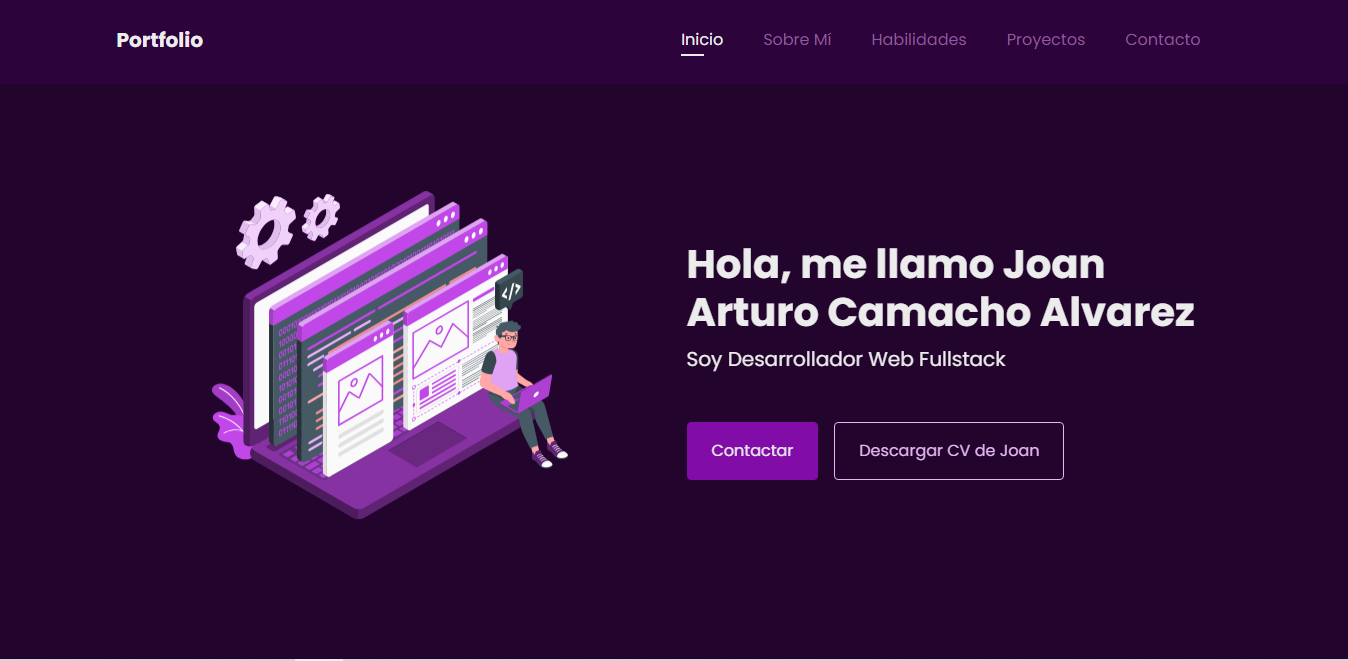 Portfolio
Inicio Sobre Mí Habilidades Proyectos Contacto
</>
Hola, me llamo Joan
Arturo Camacho Alvarez
Soy Desarrollador Web Fullstack
Contactar
Descargar CV de Joan